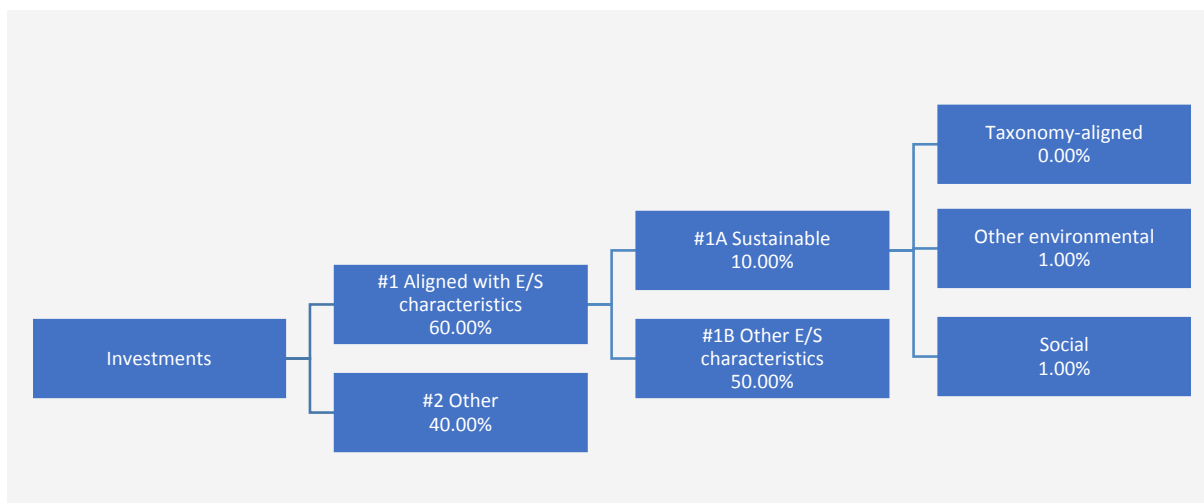 Investments
#1 Aligned with E/S
characteristics
60.00%
#2 Other
40.00%
#1A Sustainable
10.00%
#1B Other E/S
characteristics
50.00%
Taxonomy-aligned
0.00%
Other environmental
1.00%
Social
1.00%